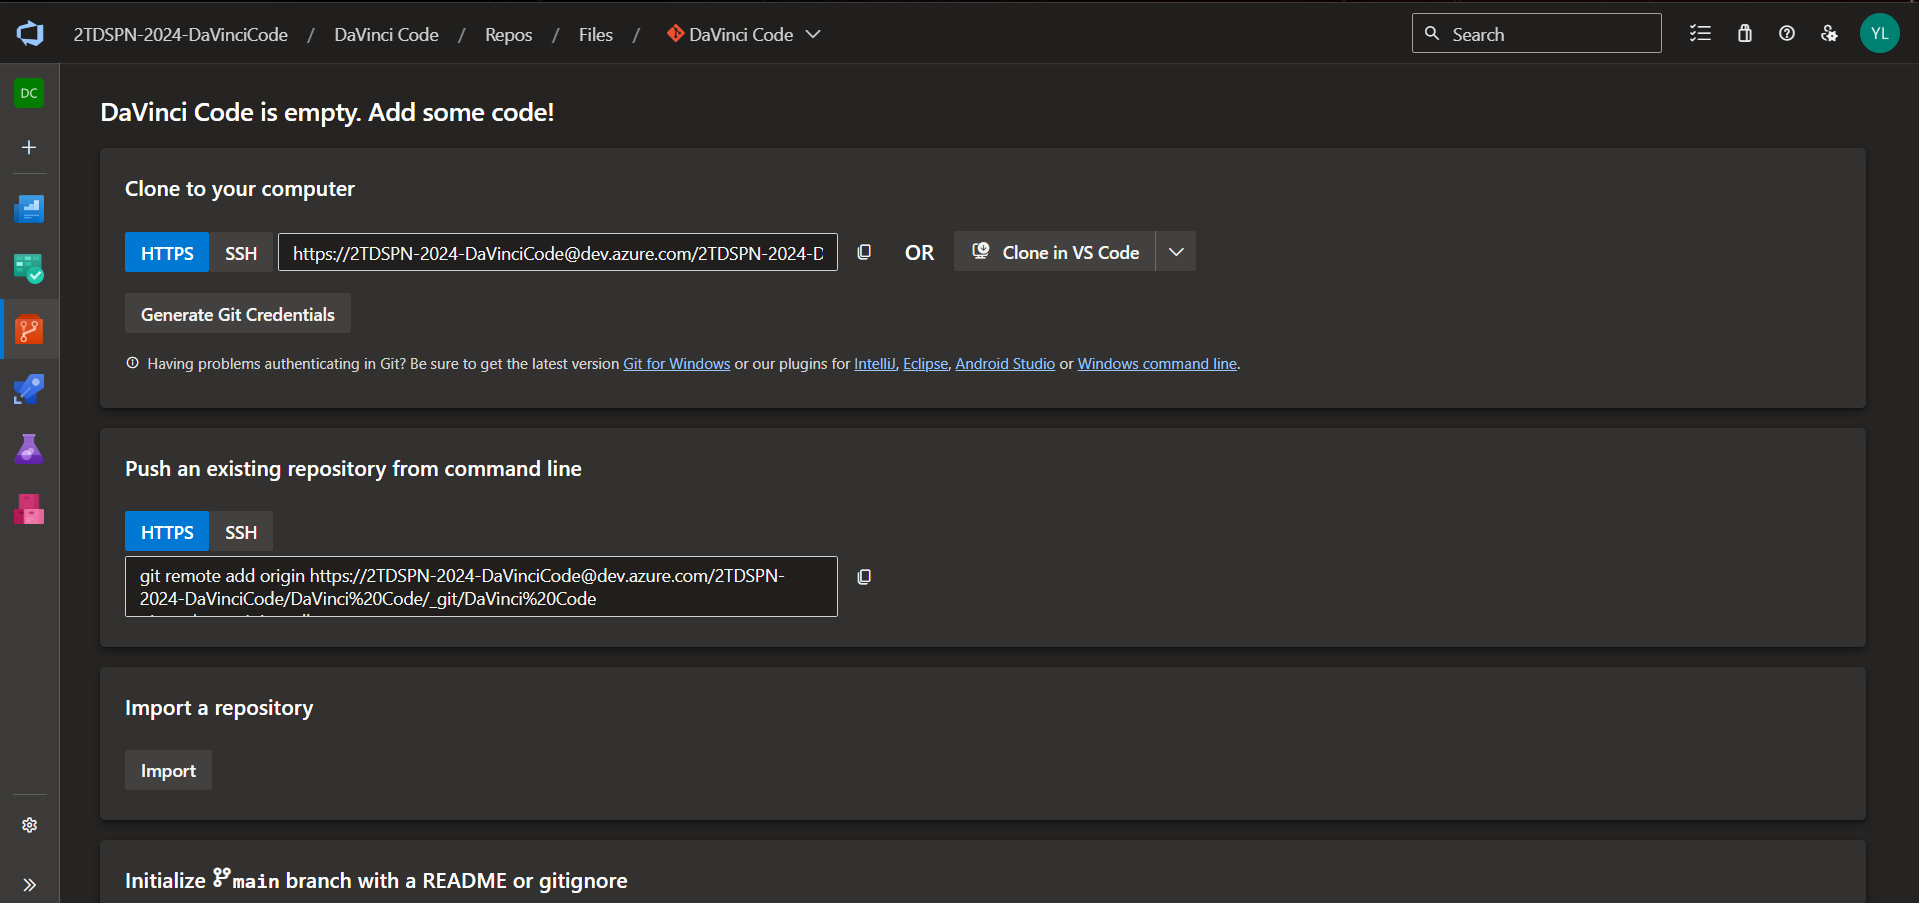 2TDSPN-2024-DaVinciCode / DaVinci Code / Repos / Files / DaVinci Code
Search
YL
DC
DaVinci Code is empty. Add some code!
Clone to your computer
HTTPS SSH https://2TDSPN-2024-DaVinciCode@dev.azure.com/2TDSPN-2024-D OR Clone in VS Code
Generate Git Credentials
Having problems authenticating in Git? Be sure to get the latest version Git for Windows or our plugins for IntelliJ, Eclipse, Android Studio or Windows command line.
Push an existing repository from command line
HTTPS SSH
git remote add origin https://2TDSPN-2024-DaVinciCode@dev.azure.com/2TDSPN-
2024-DaVinciCode/DaVinci%20Code/_git/DaVinci%20Code
Import a repository
Import
Initialize main branch with a README or gitignore